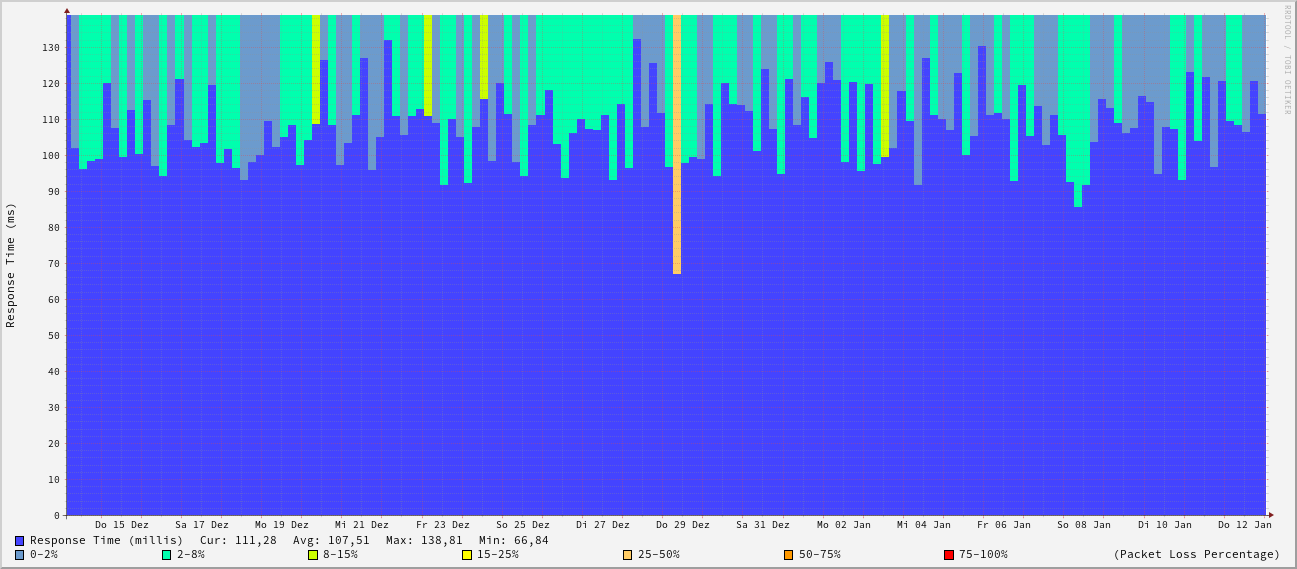 RRDTOOL / TOBI OETIKER
Response Time (ms)
130
120
110
100
90
80
70
60
50
40
30
20
10
0
Do 15 Dez Sa 17 Dez Mo 19 Dez Mi 21 Dez Fr 23 Dez So 25 Dez Di 27 Dez Do 29 Dez Sa 31 Dez Mo 02 Jan Mi 04 Jan Fr 06 Jan So 08 Jan Di 10 Jan Do 12 Jan
Response Time (millis) Cur: 111,28 Avg: 107,51 Max: 138,81 Min: 66,84
0-2% 2-8% 8-15% 15-25% 25-50% 50-75% 75-100% (Packet Loss Percentage)